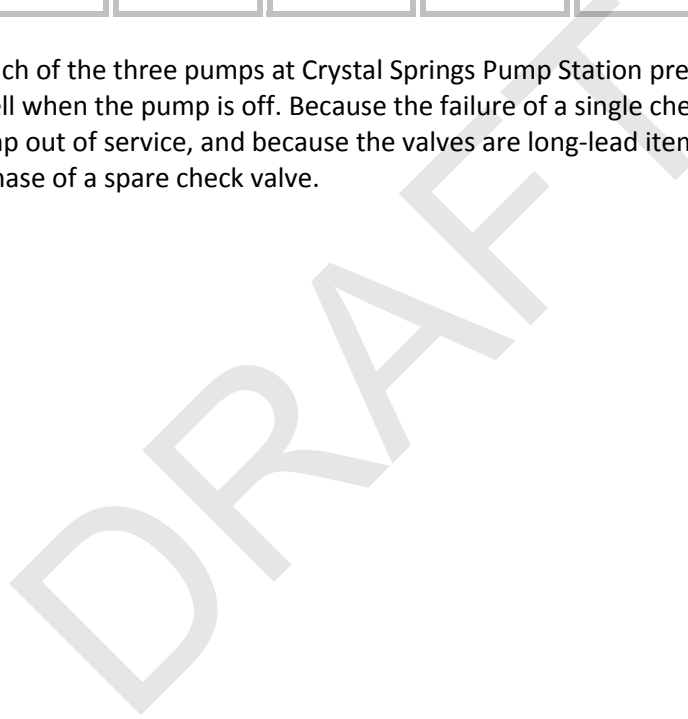 ch of the three pumps at Crystal Springs Pump Station pre
ll when the pump is off. Because the failure of a single che
p out of service, and because the valves are long-lead item
hase of a spare check valve.
DRAFT